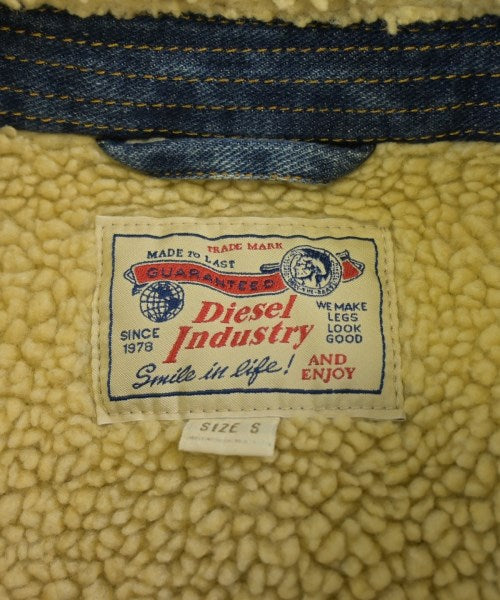 TRADE MARK
MADE TO LAST
GUARANTEED
Diesel
Industry
SINCE
1978
WE MAKE
LEGS
LOOK
GOOD
AND
ENJOY
Smile in life!
SIZE S